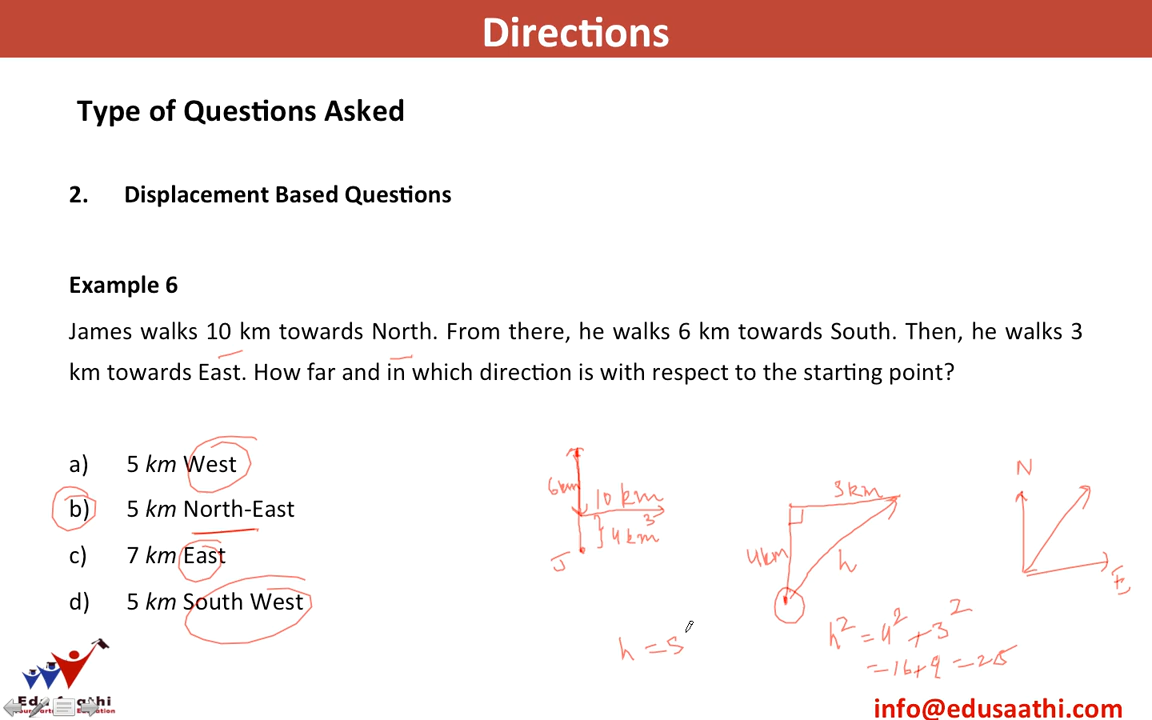 Directions
Type of Questions Asked
2. Displacement Based Questions
Example 6
James walks 10 km towards North. From there, he walks 6 km towards South. Then, he walks 3
km towards East. How far and in which direction is with respect to the starting point?
a) 5 km West
b) 5 km North-East
c) 7 km East
d) 5 km South West
6km
10 km
3
4km
J
3km
4km
h
N
E
h² = 4² + 3²
= 16+9 = 25
h = 5
info@edusaathi.com